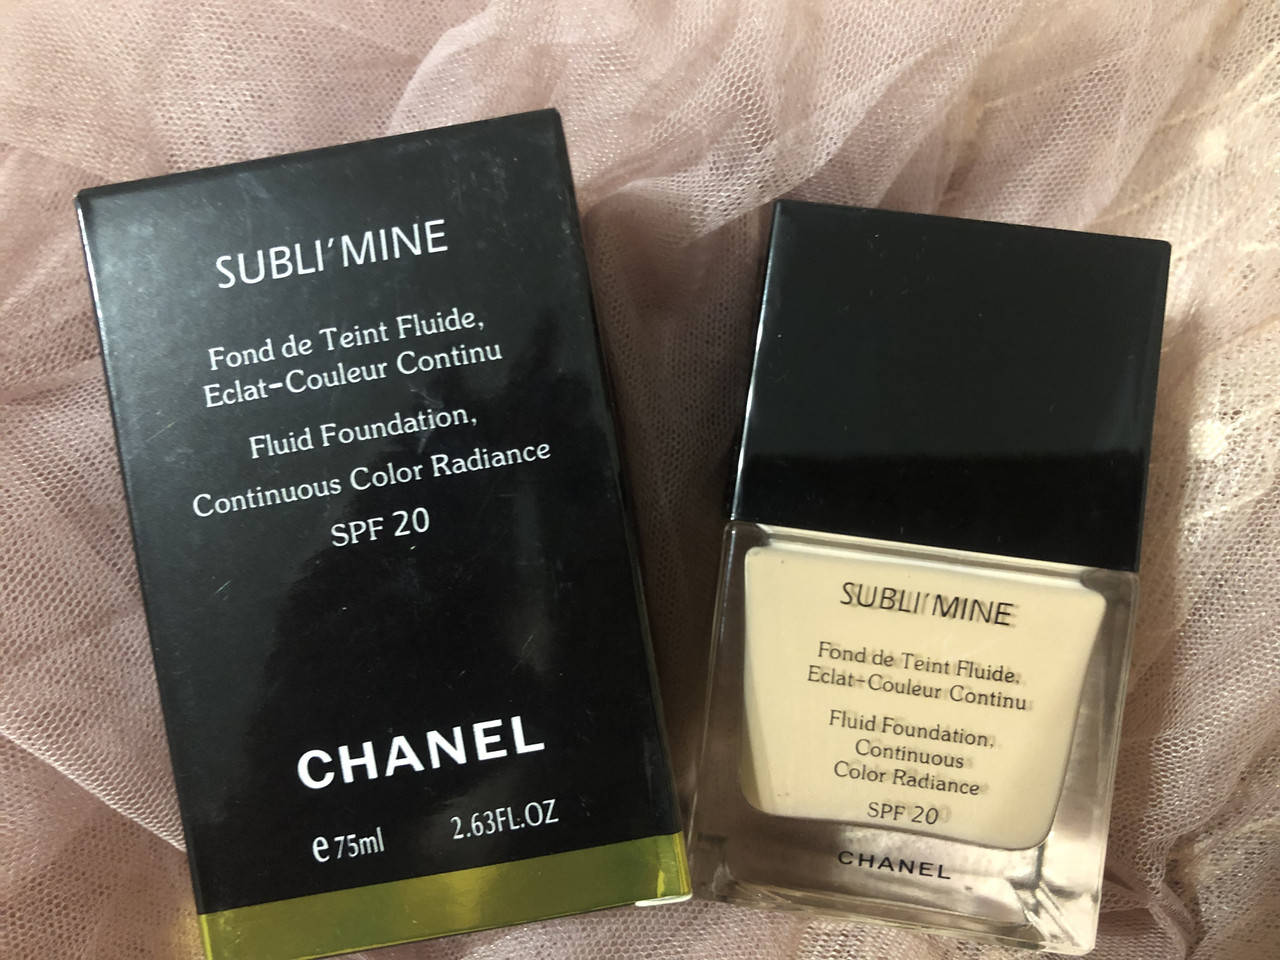 SUBLI'MINE
Fond de Teint Fluide,
Eclat-Couleur Continu
Fluid Foundation,
Continuous Color Radiance
SPF 20
CHANEL
e 75ml 2.63FL.OZ
SUBLI'MINE
Fond de Teint Fluide,
Eclat-Couleur Continu
Fluid Foundation,
Continuous
Color Radiance
SPF 20
CHANEL